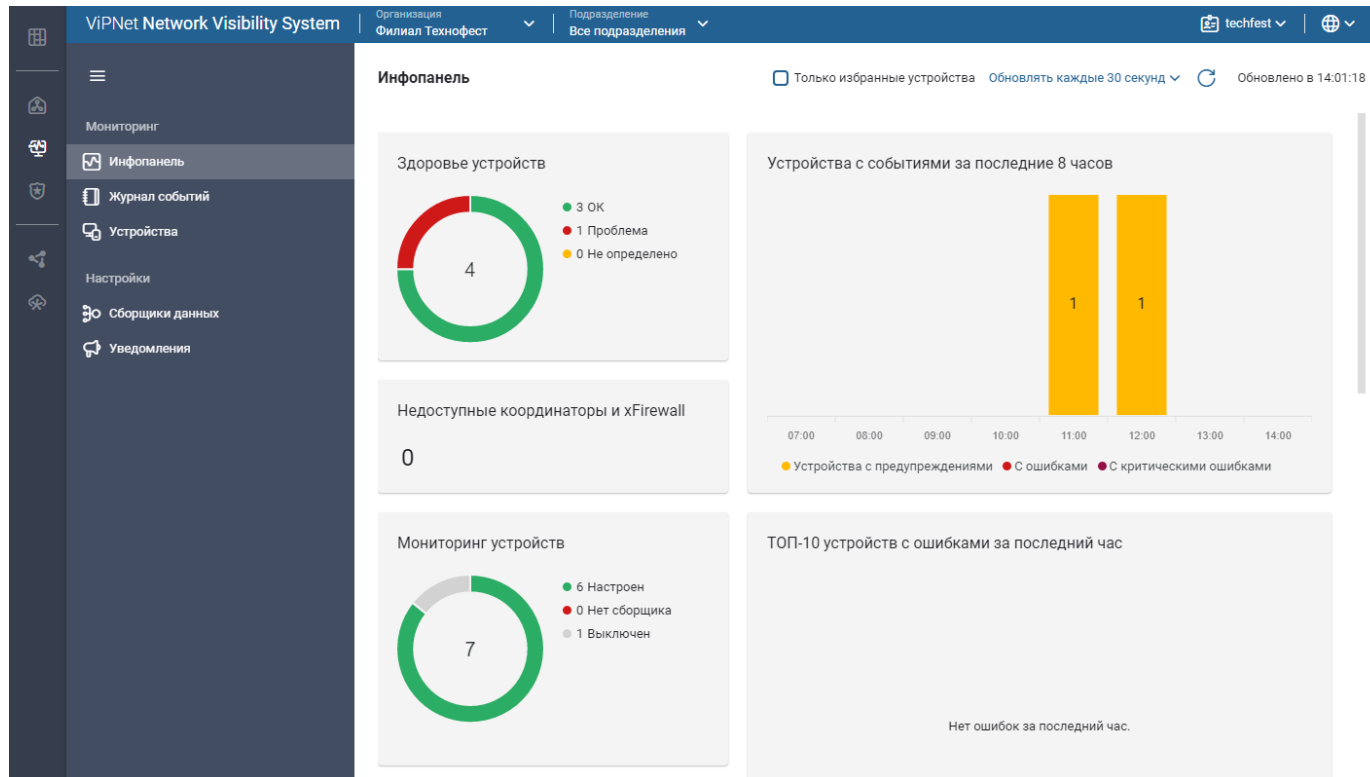 ViPNet Network Visibility System
Организация
Филиал Технофест
Подразделение
Все подразделения
techfest
Мониторинг
Инфопанель
Журнал событий
Устройства
Настройки
Сборщики данных
Уведомления
Инфопанель
Только избранные устройства
Обновлять каждые 30 секунд
Обновлено в 14:01:18
Здоровье устройств
4
3 ОК
1 Проблема
0 Не определено
Устройства с событиями за последние 8 часов
1 1
07:00 08:00 09:00 10:00 11:00 12:00 13:00 14:00
Устройства с предупреждениями С ошибками С критическими ошибками
Недоступные координаторы и xFirewall
0
Мониторинг устройств
7
6 Настроен
0 Нет сборщика
1 Выключен
ТОП-10 устройств с ошибками за последний час
Нет ошибок за последний час.